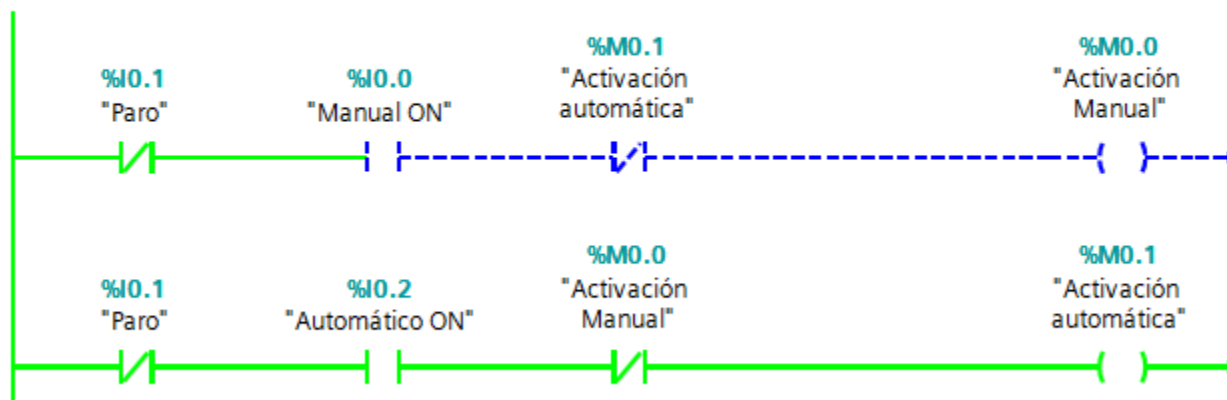 %M0.1
%M0.0
%I0.1
%I0.0
"Activación
"Activación
"Paro"
"Manual ON"
automática"
Manual"
%M0.0
%M0.1
%I0.1
%I0.2
"Activación
"Activación
"Paro"
"Automático ON"
Manual"
automática"